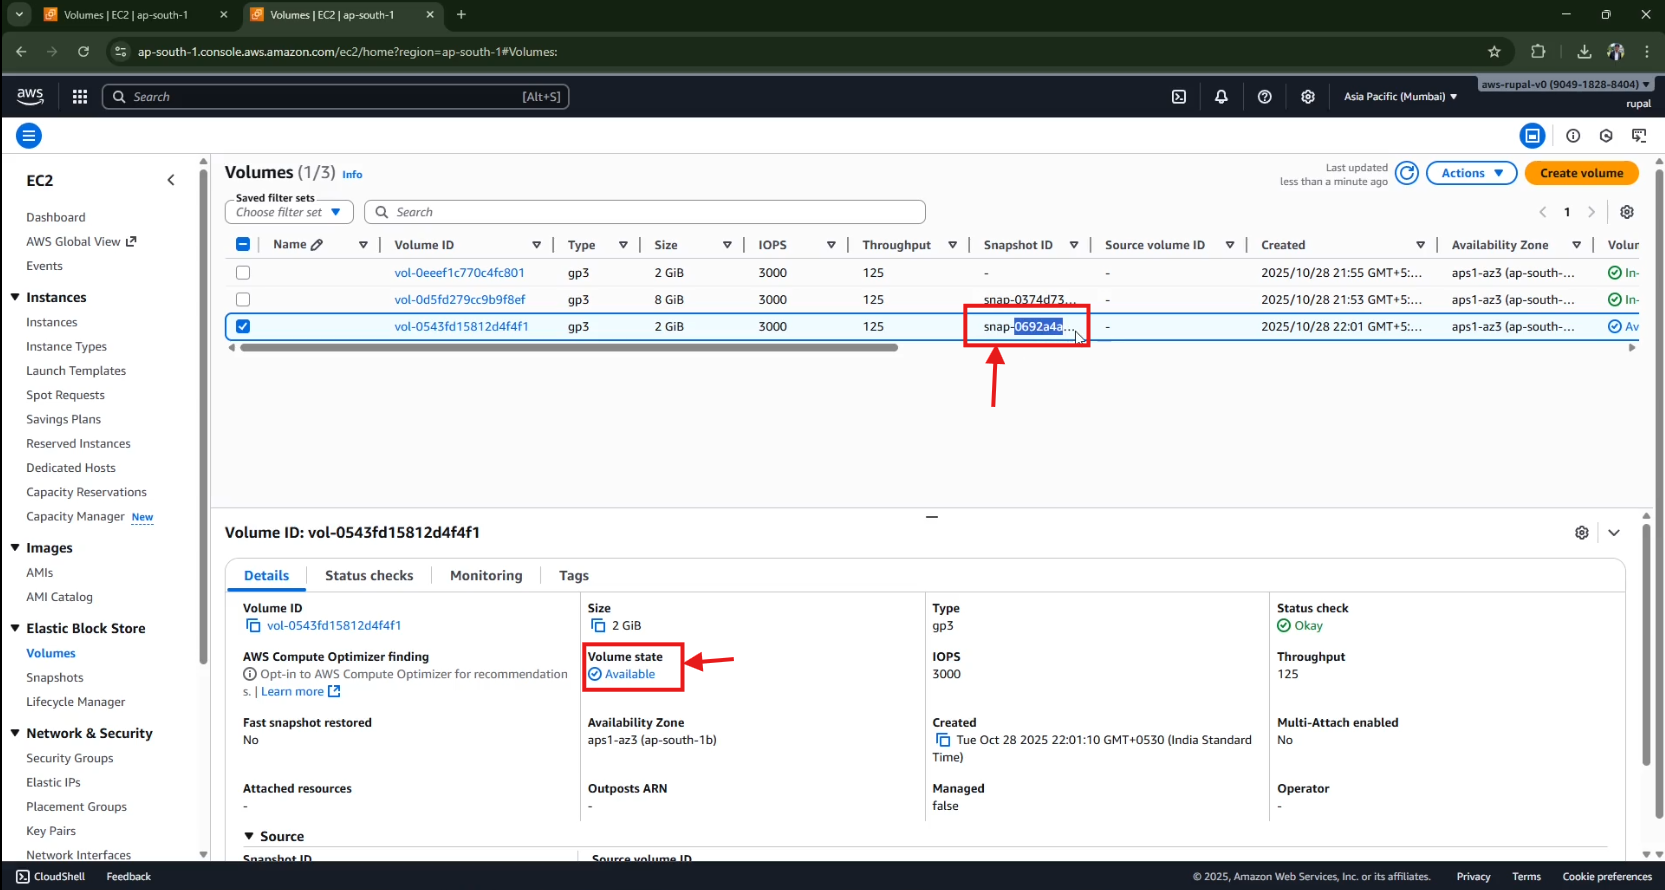 Volumes | EC2 | ap-south-1
Volumes | EC2 | ap-south-1
ap-south-1.console.aws.amazon.com/ec2/home?region=ap-south-1#Volumes:
aws
Search [Alt+S]
Asia Pacific (Mumbai)
aws-rupal-v0 (9049-1828-8404)
rupal
EC2
Dashboard
AWS Global View
Events
Instances
Instances
Instance Types
Launch Templates
Spot Requests
Savings Plans
Reserved Instances
Dedicated Hosts
Capacity Reservations
Capacity Manager New
Images
AMIs
AMI Catalog
Elastic Block Store
Volumes
Snapshots
Lifecycle Manager
Network & Security
Security Groups
Elastic IPs
Placement Groups
Key Pairs
Network Interfaces
Volumes (1/3) Info
Last updated
less than a minute ago
Actions
Create volume
Saved filter sets
Choose filter set
Search
1
Name Volume ID Type Size IOPS Throughput Snapshot ID Source volume ID Created Availability Zone Volur
vol-0eeef1c770c4fc801 gp3 2 GiB 3000 125 - - 2025/10/28 21:55 GMT+5:... aps1-az3 (ap-south-... In-
vol-0d5fd279cc9b9f8ef gp3 8 GiB 3000 125 snap-0374d73... - 2025/10/28 21:53 GMT+5:... aps1-az3 (ap-south-... In-
vol-0543fd15812d4f4f1 gp3 2 GiB 3000 125 snap-0692a4a... - 2025/10/28 22:01 GMT+5:... aps1-az3 (ap-south-... Av
Volume ID: vol-0543fd15812d4f4f1
Details Status checks Monitoring Tags
Volume ID
vol-0543fd15812d4f4f1
Size
2 GiB
Type
gp3
Status check
Okay
AWS Compute Optimizer finding
Opt-in to AWS Compute Optimizer for recommendation
s. | Learn more
Volume state
Available
IOPS
3000
Throughput
125
Fast snapshot restored
No
Availability Zone
aps1-az3 (ap-south-1b)
Created
Tue Oct 28 2025 22:01:10 GMT+0530 (India Standard
Time)
Multi-Attach enabled
No
Attached resources
-
Outposts ARN
-
Managed
false
Operator
-
Source
Snapshot ID
Source volume ID
CloudShell Feedback
© 2025, Amazon Web Services, Inc. or its affiliates. Privacy Terms Cookie preferences